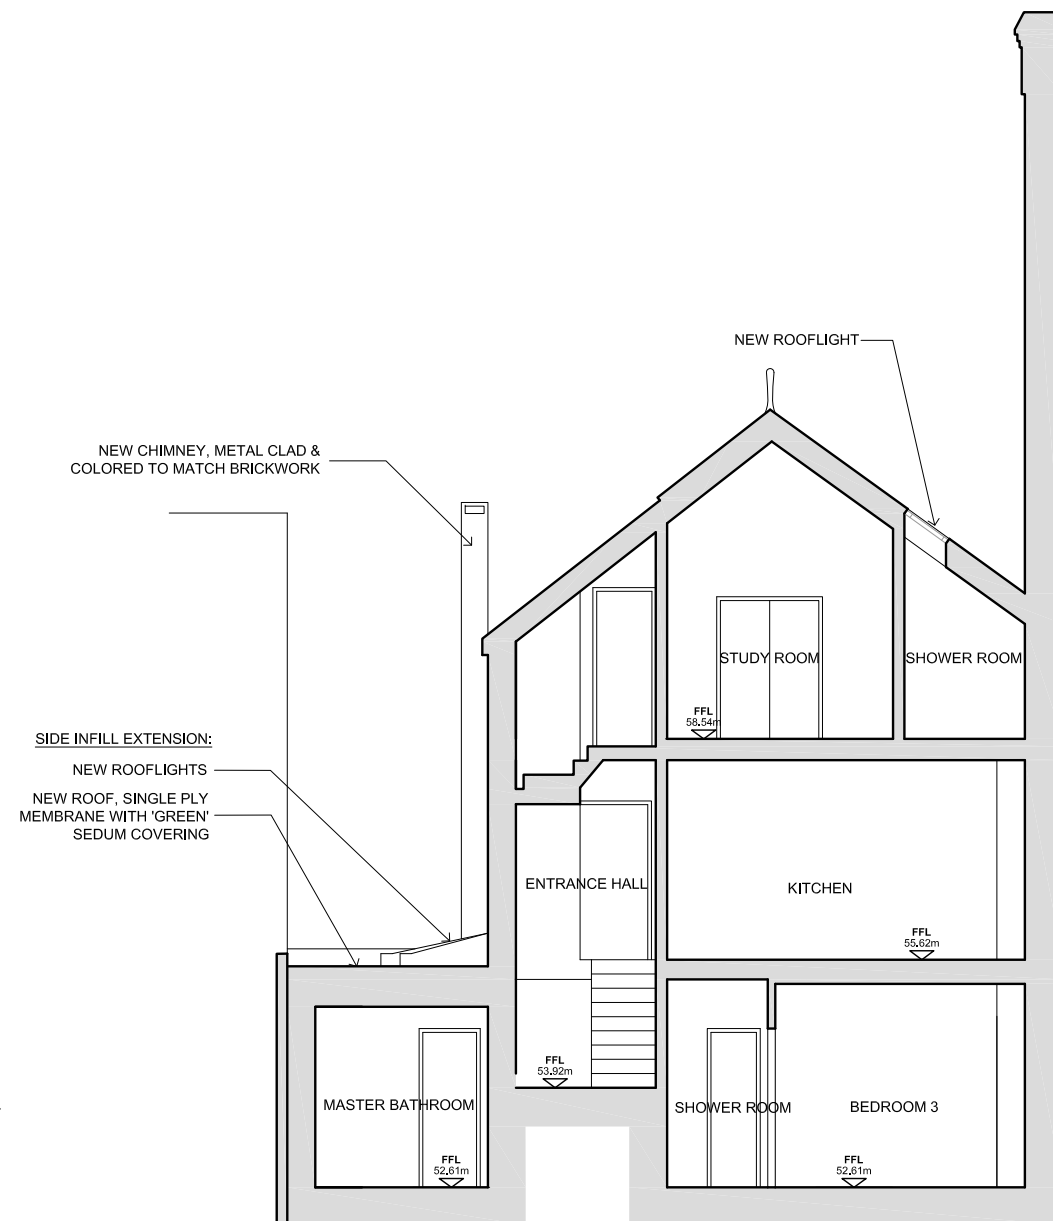 NEW ROOFLIGHT
NEW CHIMNEY, METAL CLAD &
COLORED TO MATCH BRICKWORK
STUDY ROOM
SHOWER ROOM
FFL
58.54m
SIDE INFILL EXTENSION:
NEW ROOFLIGHTS
NEW ROOF, SINGLE PLY
MEMBRANE WITH 'GREEN'
SEDUM COVERING
ENTRANCE HALL
KITCHEN
FFL
55.62m
FFL
53.92m
MASTER BATHROOM
SHOWER ROOM
BEDROOM 3
FFL
52.61m
FFL
52.61m